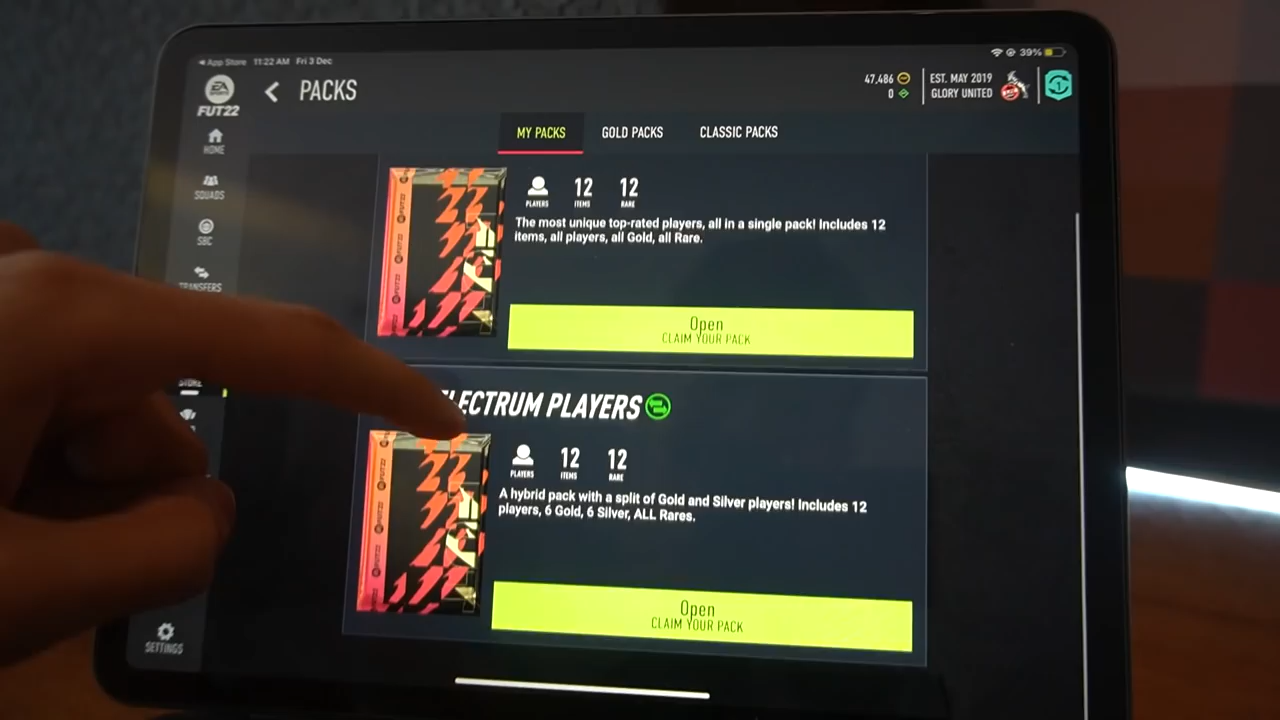 App Store 11:22 AM Fri 3 Dec
39%
EA SPORTS
FUT22
PACKS
47,486
0
EST. MAY 2019
GLORY UNITED
1
HOME
SQUADS
SBC
TRANSFERS
STORE
SETTINGS
MY PACKS GOLD PACKS CLASSIC PACKS
12 12
PLAYERS ITEMS RARE
The most unique top-rated players, all in a single pack! Includes 12
items, all players, all Gold, all Rare.
Open
CLAIM YOUR PACK
LECTRUM PLAYERS
12 12
PLAYERS ITEMS RARE
A hybrid pack with a split of Gold and Silver players! Includes 12
players, 6 Gold, 6 Silver, ALL Rares.
Open
CLAIM YOUR PACK